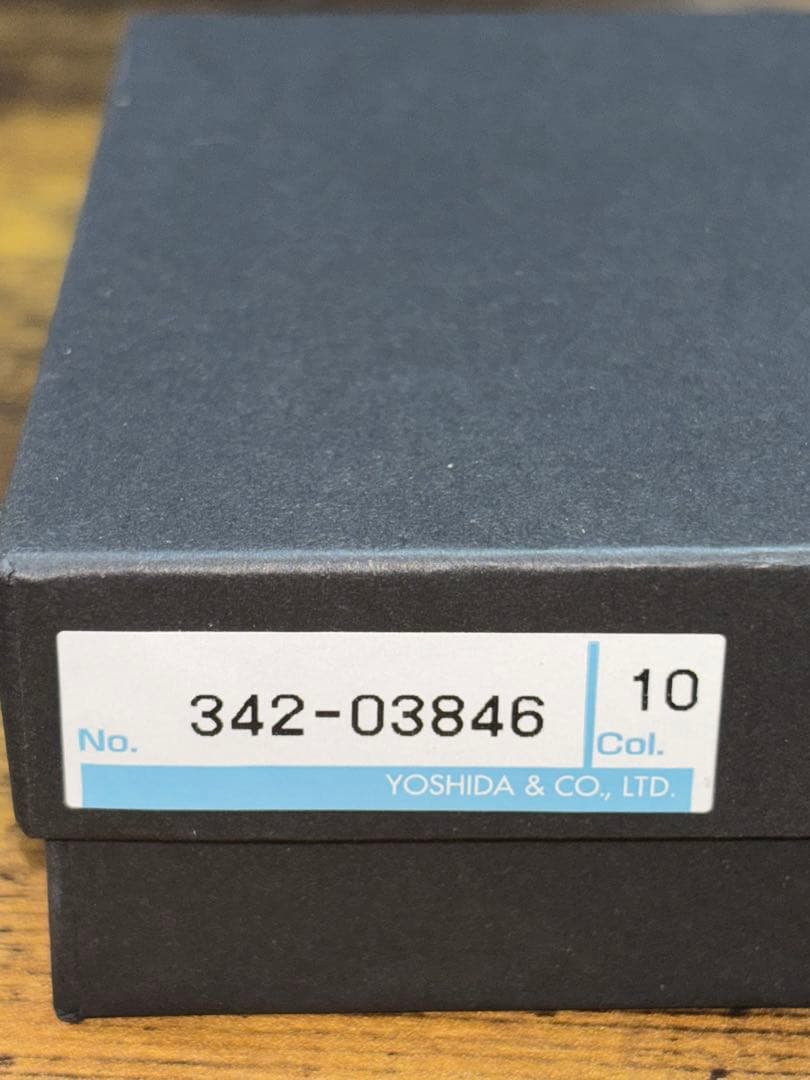 No. 342-03846
Col. 10
YOSHIDA & CO., LTD.